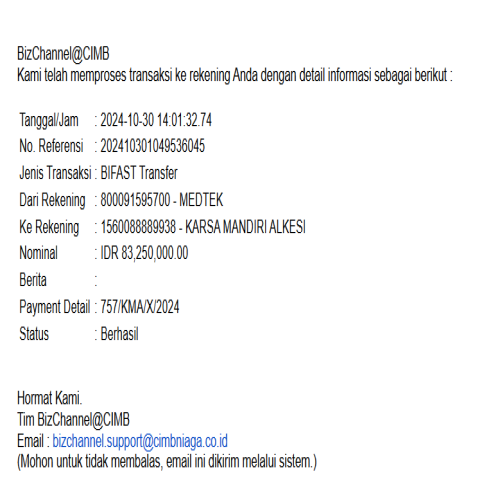 BizChannel@CIMB
Kami telah memproses transaksi ke rekening Anda dengan detail informasi sebagai berikut :
Tanggal/Jam : 2024-10-30 14:01:32.74
No. Referensi : 202410301049536045
Jenis Transaksi : BIFAST Transfer
Dari Rekening : 800091595700 - MEDTEK
Ke Rekening : 1560088889938 - KARSA MANDIRI ALKESI
Nominal : IDR 83,250,000.00
Berita :
Payment Detail : 757/KMA/X/2024
Status : Berhasil
Hormat Kami.
Tim BizChannel@CIMB
Email : bizchannel.support@cimbniaga.co.id
(Mohon untuk tidak membalas, email ini dikirim melalui sistem.)